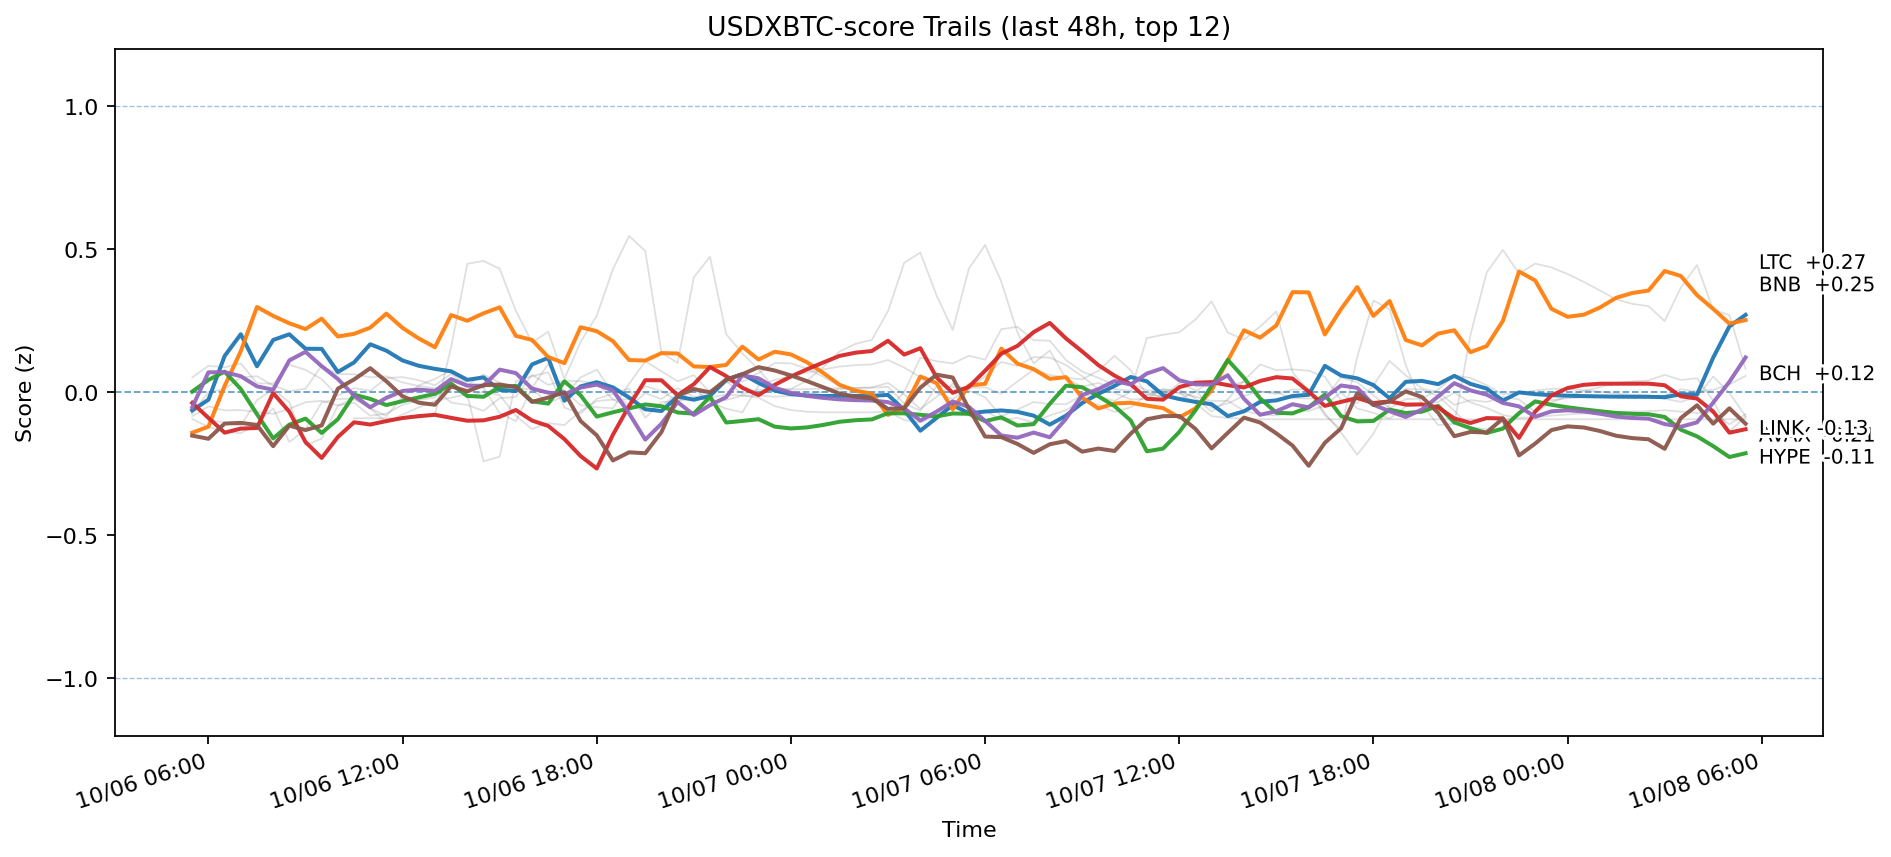 USDXBTC-score Trails (last 48h, top 12)
Score (z)
1.0
0.5
0.0
−0.5
−1.0
LTC +0.27
BNB +0.25
BCH +0.12
LINK -0.13
AVAX -0.21
HYPE -0.11
10/06 06:00
10/06 12:00
10/06 18:00
10/07 00:00
10/07 06:00
10/07 12:00
10/07 18:00
10/08 00:00
10/08 06:00
Time